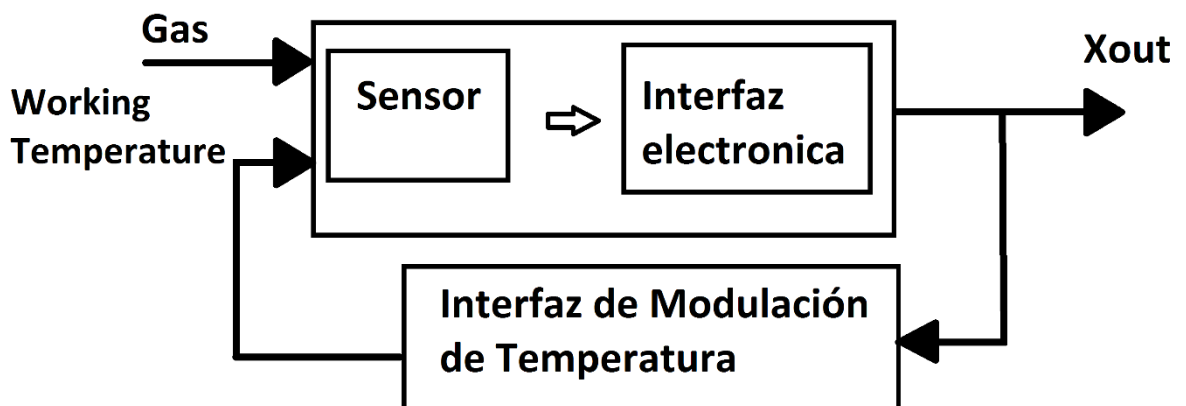 Gas
Working
Temperature
Sensor
Interfaz
electronica
Xout
Interfaz de Modulación
de Temperatura